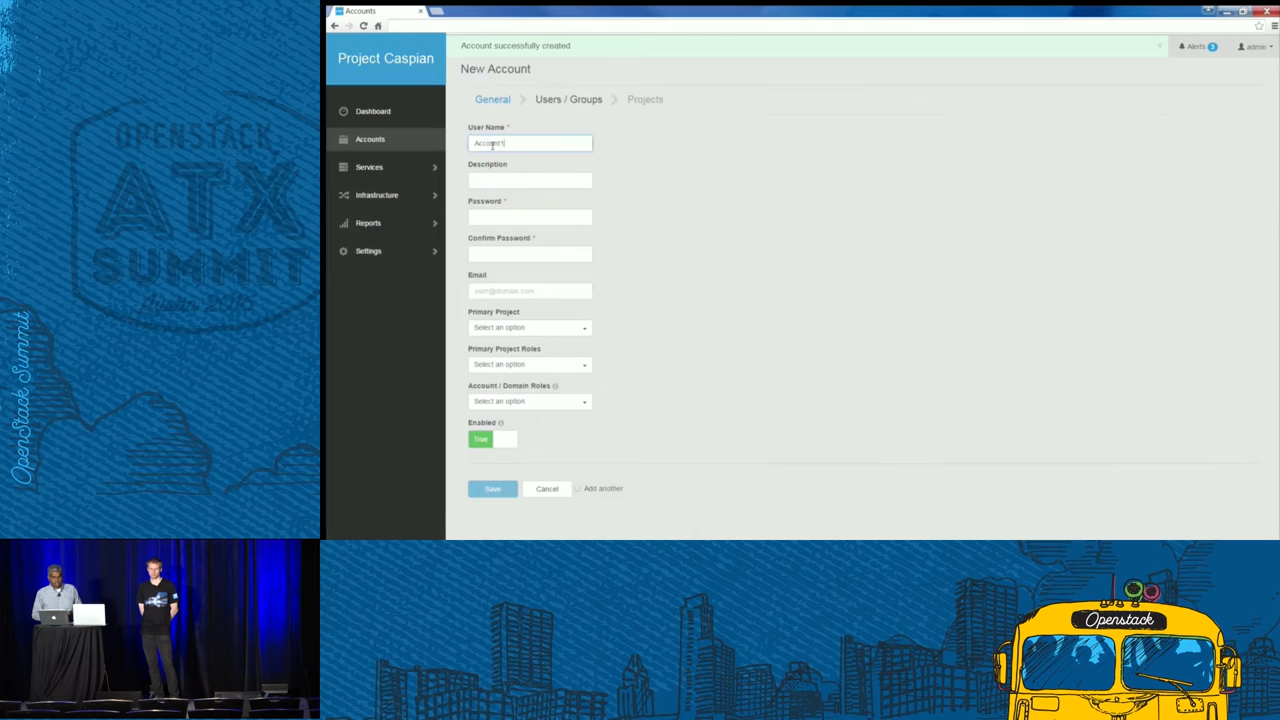 Accounts
Project Caspian
Account successfully created
Alerts 3
admin
New Account
General
Users / Groups
Projects
Dashboard
Accounts
Services
Infrastructure
Reports
Settings
User Name *
Description
Password *
Confirm Password *
Email
user@domain.com
Primary Project
Select an option
Primary Project Roles
Select an option
Account / Domain Roles
Select an option
Enabled
True
Save
Cancel
Add another
OPENSTACK
ATX
SUMMIT
OpenStack Summit
Openstack